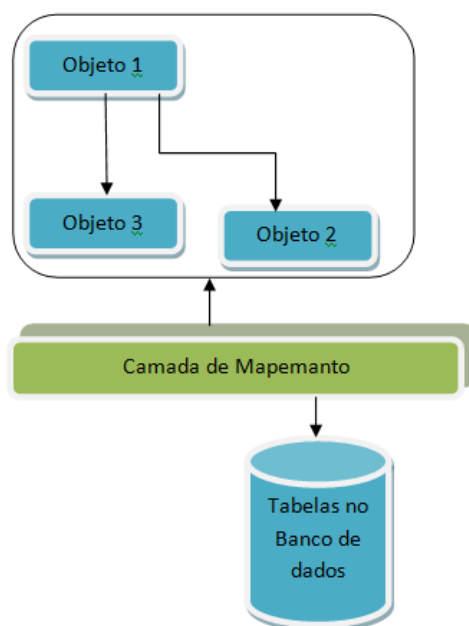 Objeto 1
Objeto 3
Objeto 2
Camada de Mapemanto
Tabelas no
Banco de
dados